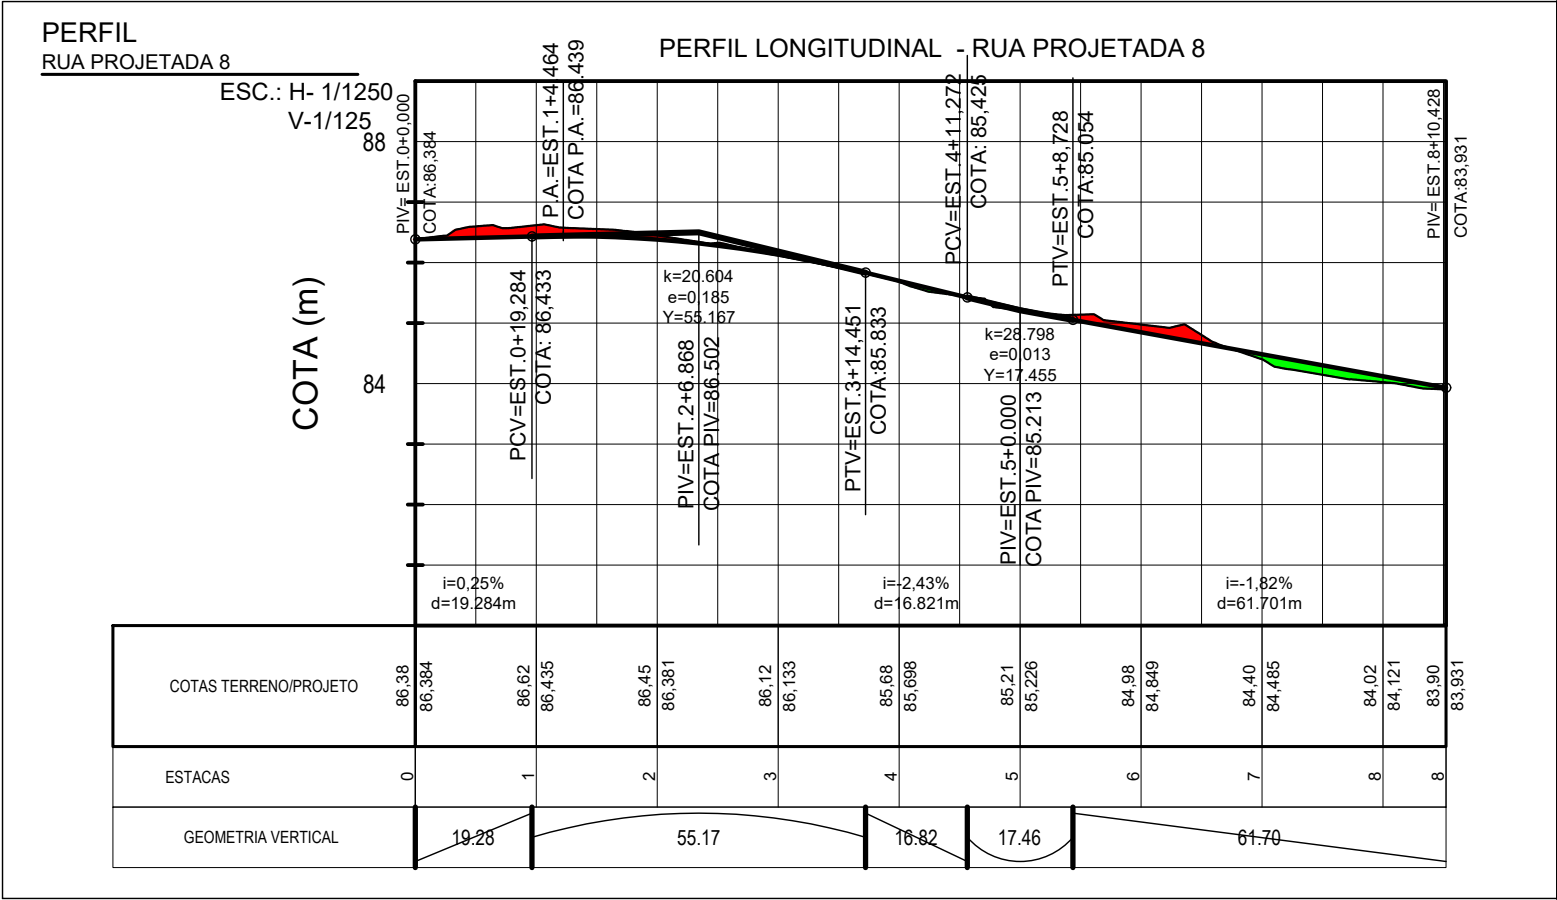 PERFIL
RUA PROJETADA 8
PERFIL LONGITUDINAL - RUA PROJETADA 8
ESC.: H- 1/1250
V-1/125
88
84
COTA (m)
PIV= EST.0+0,000
COTA:86,384
P.A.=EST.1+4.464
COTA P.A.=86.439
PCV=EST.0+19,284
COTA: 86,433
k=20.604
e=0,185
Y=55.167
PIV=EST.2+6.868
COTA PIV=86.502
PTV=EST.3+14,451
COTA:85.833
PCV=EST.4+11,272
COTA: 85,425
PTV=EST.5+8,728
COTA:85.054
k=28.798
e=0.013
Y=17.455
PIV=EST.5+0.000
COTA PIV=85.213
PIV= EST.8+10,428
COTA:83,931
i=0,25%
d=19.284m
i=-2,43%
d=16.821m
i=-1,82%
d=61.701m
COTAS TERRENO/PROJETO
86,38
86,384
86,62
86,435
86,45
86,381
86,12
86,133
85,68
85,698
85,21
85,226
84,98
84,849
84,40
84,485
84,02
84,121
83,90
83,931
ESTACAS
0 1 2 3 4 5 6 7 8 8
GEOMETRIA VERTICAL
19.28 55.17 16.82 17.46 61.70